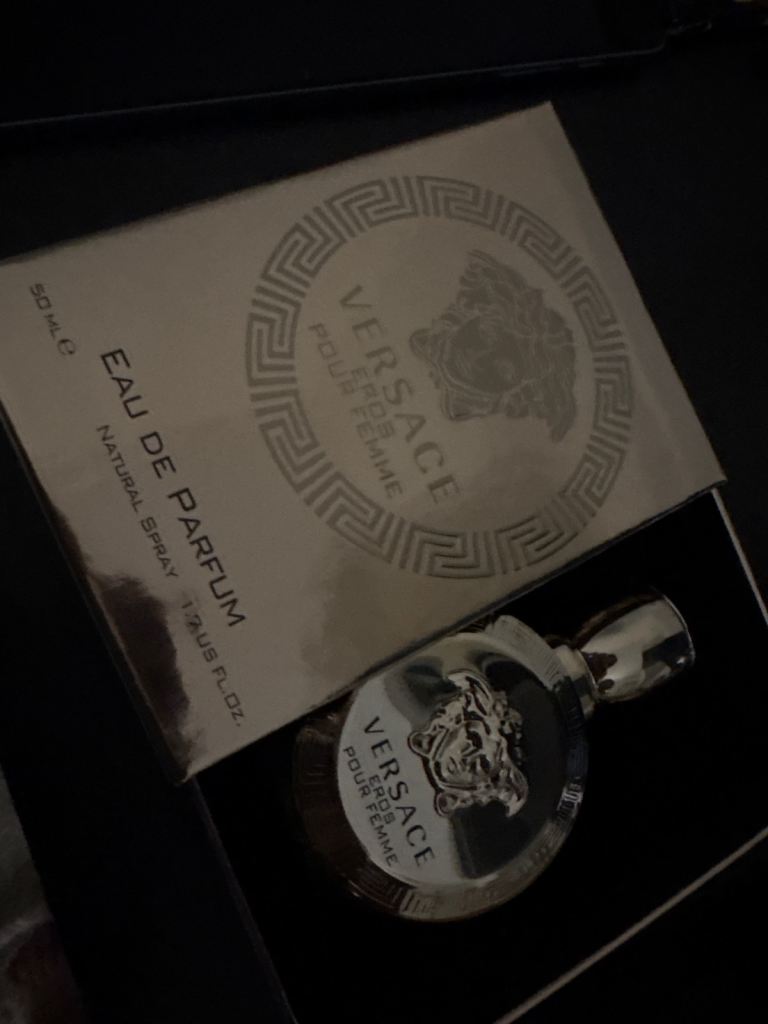 VERSACE
EROS
POUR FEMME
EAU DE PARFUM
NATURAL SPRAY
50 ML e 1.7 US FL.OZ.
VERSACE
EROS
POUR FEMME